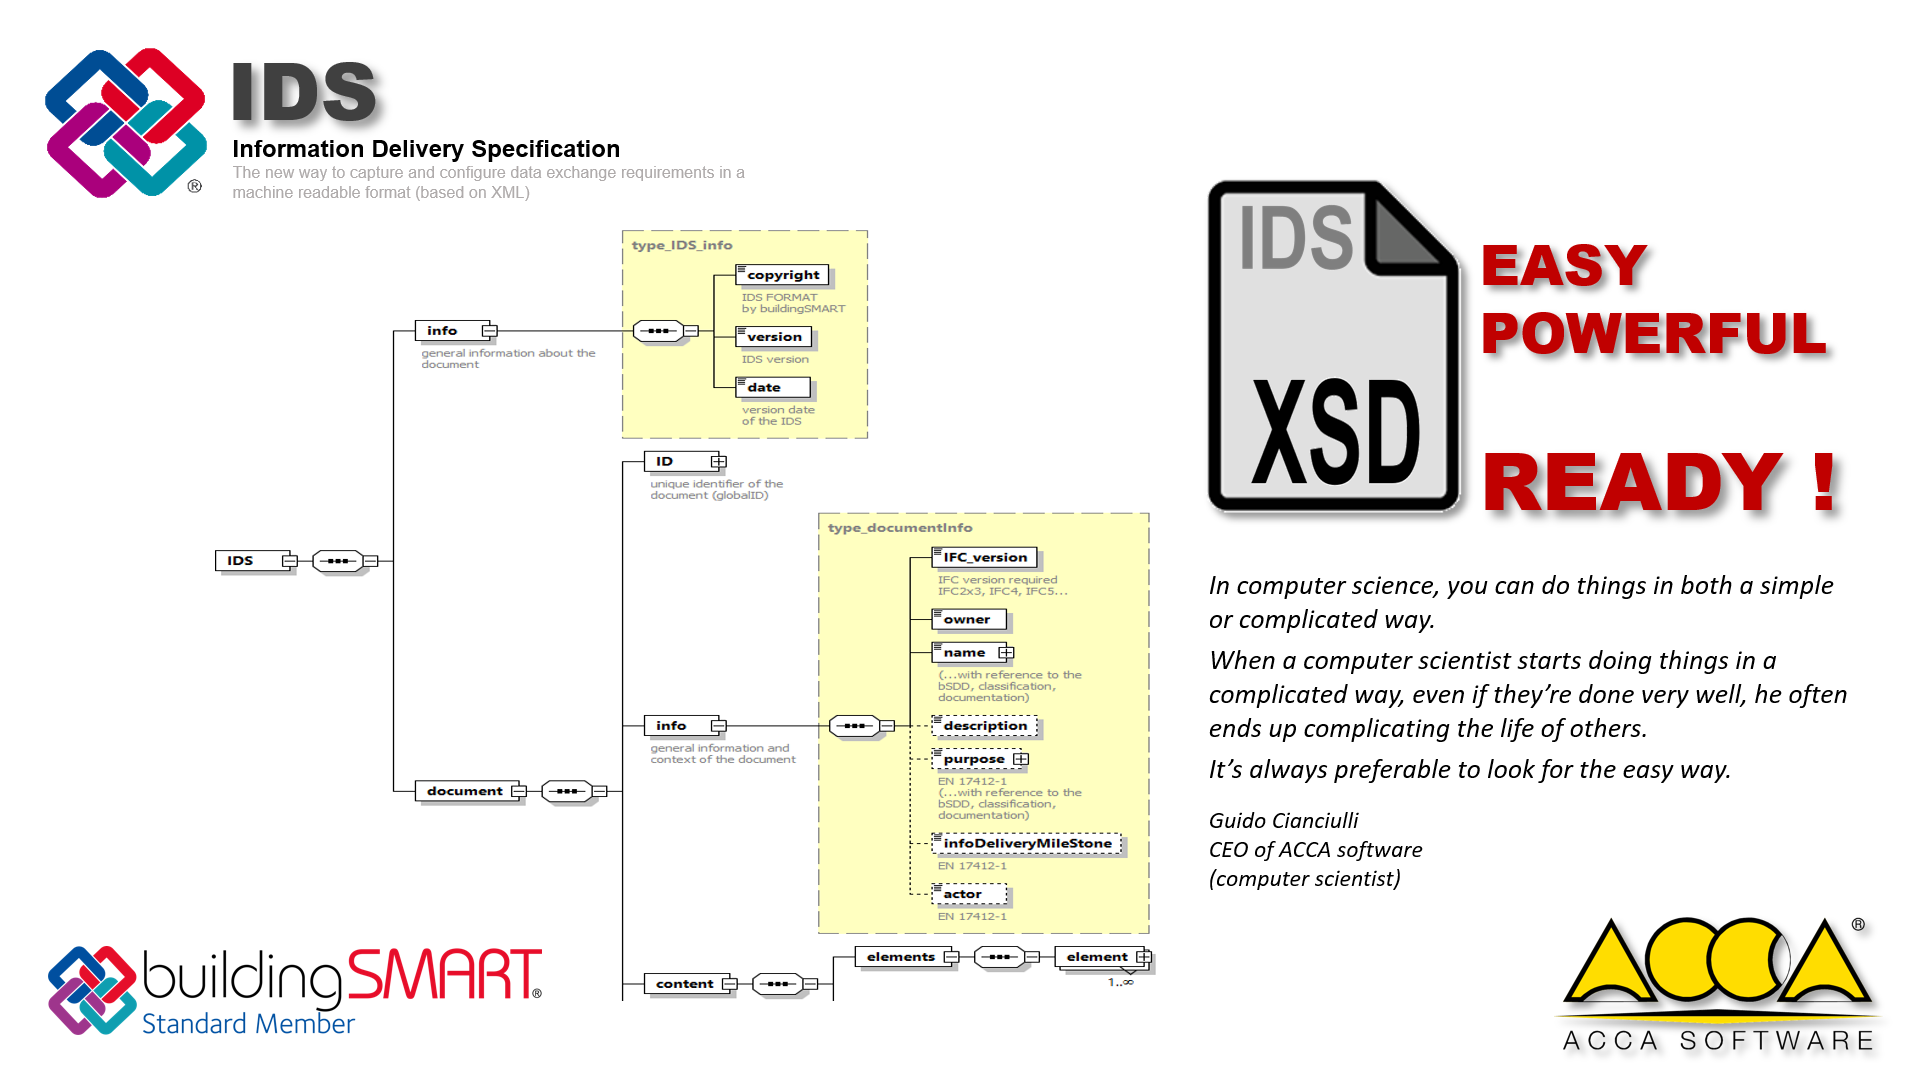 IDS
Information Delivery Specification
The new way to capture and configure data exchange requirements in a
machine readable format (based on XML)
®
type_IDS_info
copyright
IDS FORMAT
by buildingSMART
info
general information about the
document
version
IDS version
date
version date
of the IDS
ID
unique identifier of the
document (globalID)
type_documentInfo
IFC_version
IFC version required
IFC2x3, IFC4, IFC5...
IDS
owner
name
(...with reference to the
bSDD, classification,
documentation)
info
general information and
context of the document
description
purpose
EN 17412-1
(...with reference to the
bSDD, classification,
documentation)
document
infoDeliveryMileStone
EN 17412-1
actor
EN 17412-1
elements
element
1..∞
content
IDS
XSD
EASY
POWERFUL
READY !
In computer science, you can do things in both a simple
or complicated way.
When a computer scientist starts doing things in a
complicated way, even if they’re done very well, he often
ends up complicating the life of others.
It’s always preferable to look for the easy way.
Guido Cianciulli
CEO of ACCA software
(computer scientist)
buildingSMART®
Standard Member
ACCA®
ACCA SOFTWARE